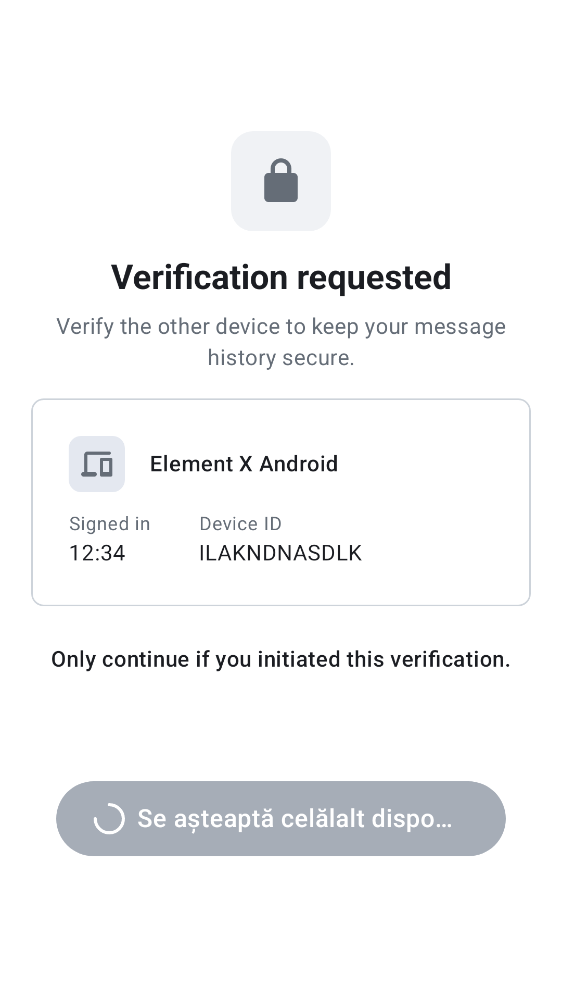 Verification requested
Verify the other device to keep your message
history secure.
Element X Android
Signed in
Device ID
12:34
ILAKNDNASDLK
Only continue if you initiated this verification.
Se așteaptă celălalt dispo…